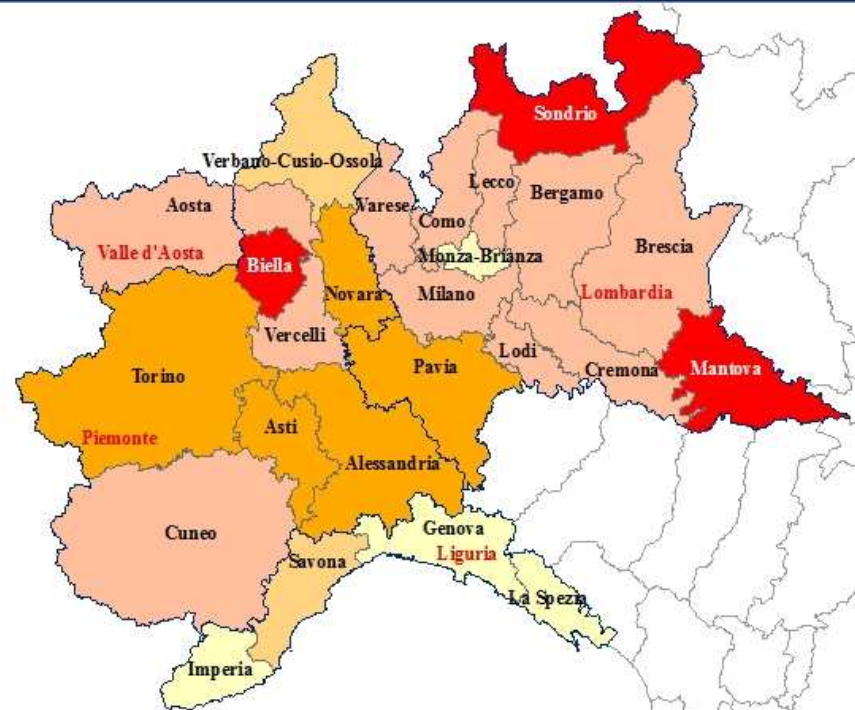 Sondrio
Verbano-Cusio-Ossola
Lecco
Bergamo
Aosta
Varese
Como
Brescia
Valle d'Aosta
Biella
Monza-Brianza
Novara
Milano
Lombardia
Vercelli
Lodi
Pavia
Cremona
Mantova
Torino
Asti
Piemonte
Alessandria
Cuneo
Genova
Liguria
Savona
La Spezia
Imperia